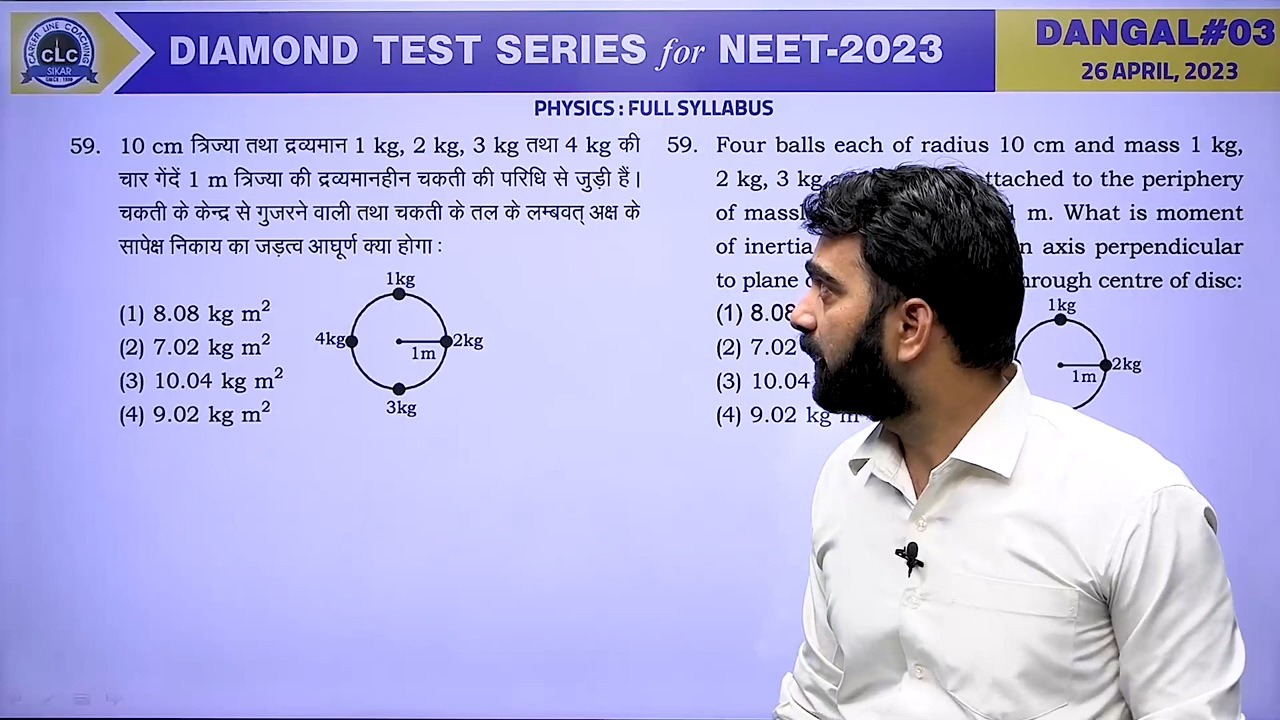 CAREER LINE COACHING
CLC
SIKAR
SINCE : 1996
DIAMOND TEST SERIES for NEET-2023
DANGAL#03
26 APRIL, 2023
PHYSICS : FULL SYLLABUS
59. 10 cm त्रिज्या तथा द्रव्यमान 1 kg, 2 kg, 3 kg तथा 4 kg की
चार गेंदें 1 m त्रिज्या की द्रव्यमानहीन चकती की परिधि से जुड़ी हैं।
चकती के केन्द्र से गुजरने वाली तथा चकती के तल के लम्बवत् अक्ष के
सापेक्ष निकाय का जड़त्व आघूर्ण क्या होगा :
(1) 8.08 kg m²
(2) 7.02 kg m²
(3) 10.04 kg m²
(4) 9.02 kg m²
1kg
4kg
2kg
1m
3kg
59. Four balls each of radius 10 cm and mass 1 kg,
2 kg, 3 kg ttached to the periphery
of mass m. What is moment
of inertia axis perpendicular
to plane hrough centre of disc:
(1) 8.08
(2) 7.02
(3) 10.04
(4) 9.02 kg m
1kg
2kg
1m